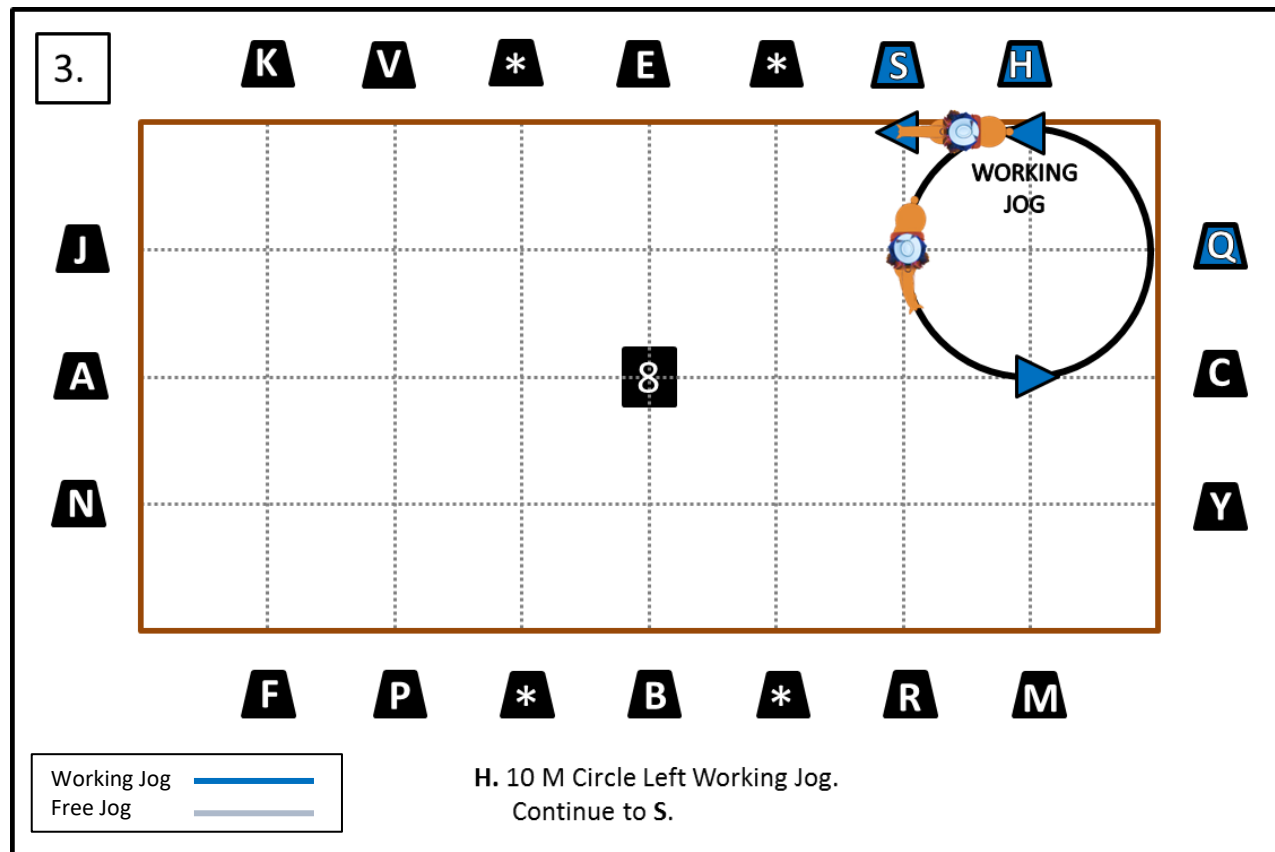 3.
K V * E * S H
WORKING
JOG
J Q
A 8 C
N Y
F P * B * R M
Working Jog
Free Jog
H. 10 M Circle Left Working Jog.
Continue to S.